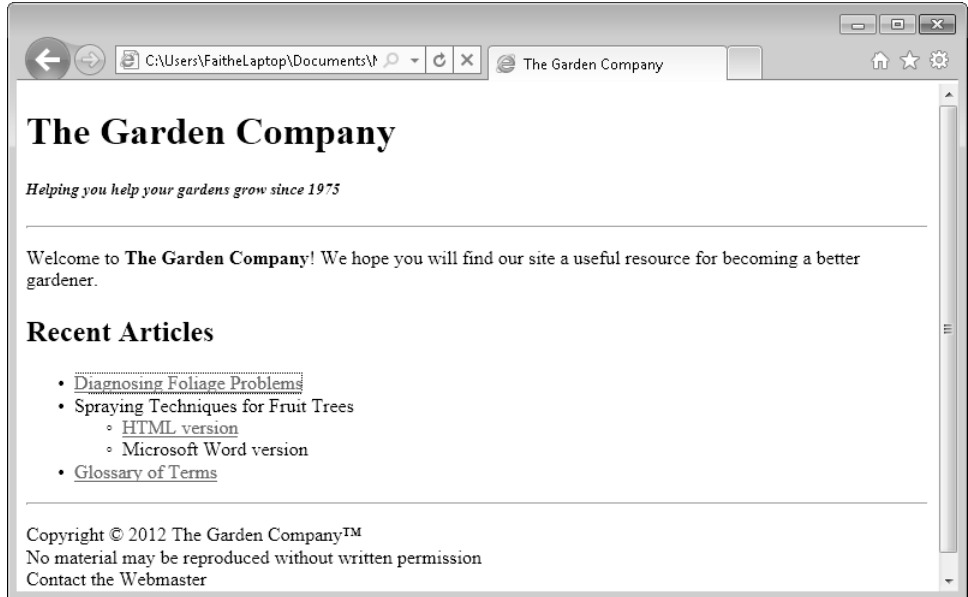 C:\Users\FaitheLaptop\Documents\
The Garden Company
The Garden Company
Helping you help your gardens grow since 1975
Welcome to The Garden Company! We hope you will find our site a useful resource for becoming a better
gardener.
Recent Articles
• Diagnosing Foliage Problems
• Spraying Techniques for Fruit Trees
◦ HTML version
◦ Microsoft Word version
• Glossary of Terms
Copyright © 2012 The Garden Company™
No material may be reproduced without written permission
Contact the Webmaster